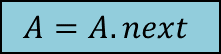 A = A.next